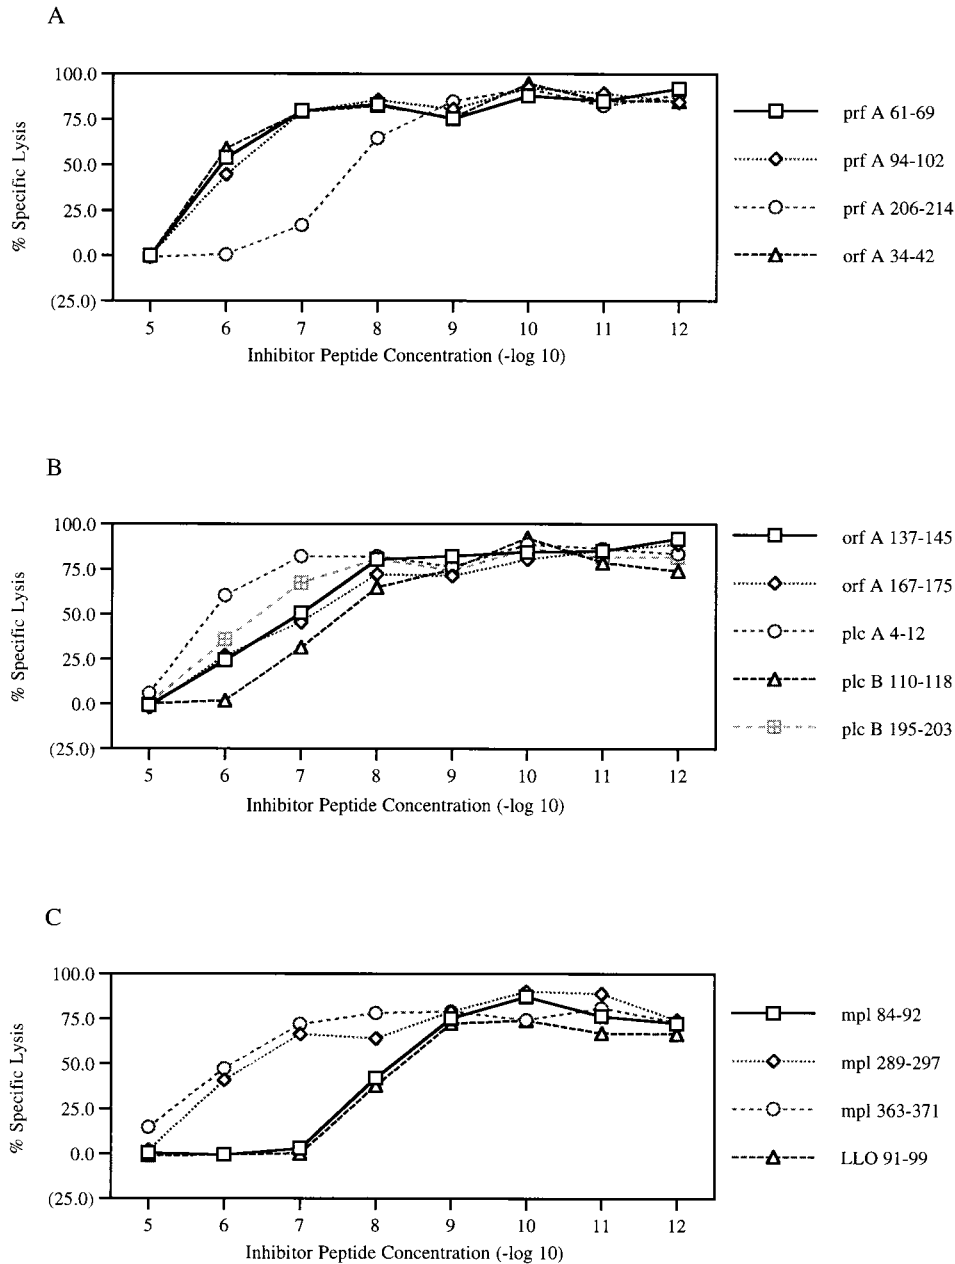 A
100.0
75.0
50.0
25.0
0.0
(25.0)
% Specific Lysis
5 6 7 8 9 10 11 12
Inhibitor Peptide Concentration (-log 10)
prf A 61-69
prf A 94-102
prf A 206-214
orf A 34-42
B
100.0
75.0
50.0
25.0
0.0
(25.0)
% Specific Lysis
5 6 7 8 9 10 11 12
Inhibitor Peptide Concentration (-log 10)
orf A 137-145
orf A 167-175
plc A 4-12
plc B 110-118
plc B 195-203
C
100.0
75.0
50.0
25.0
0.0
(25.0)
% Specific Lysis
5 6 7 8 9 10 11 12
Inhibitor Peptide Concentration (-log 10)
mpl 84-92
mpl 289-297
mpl 363-371
LLO 91-99